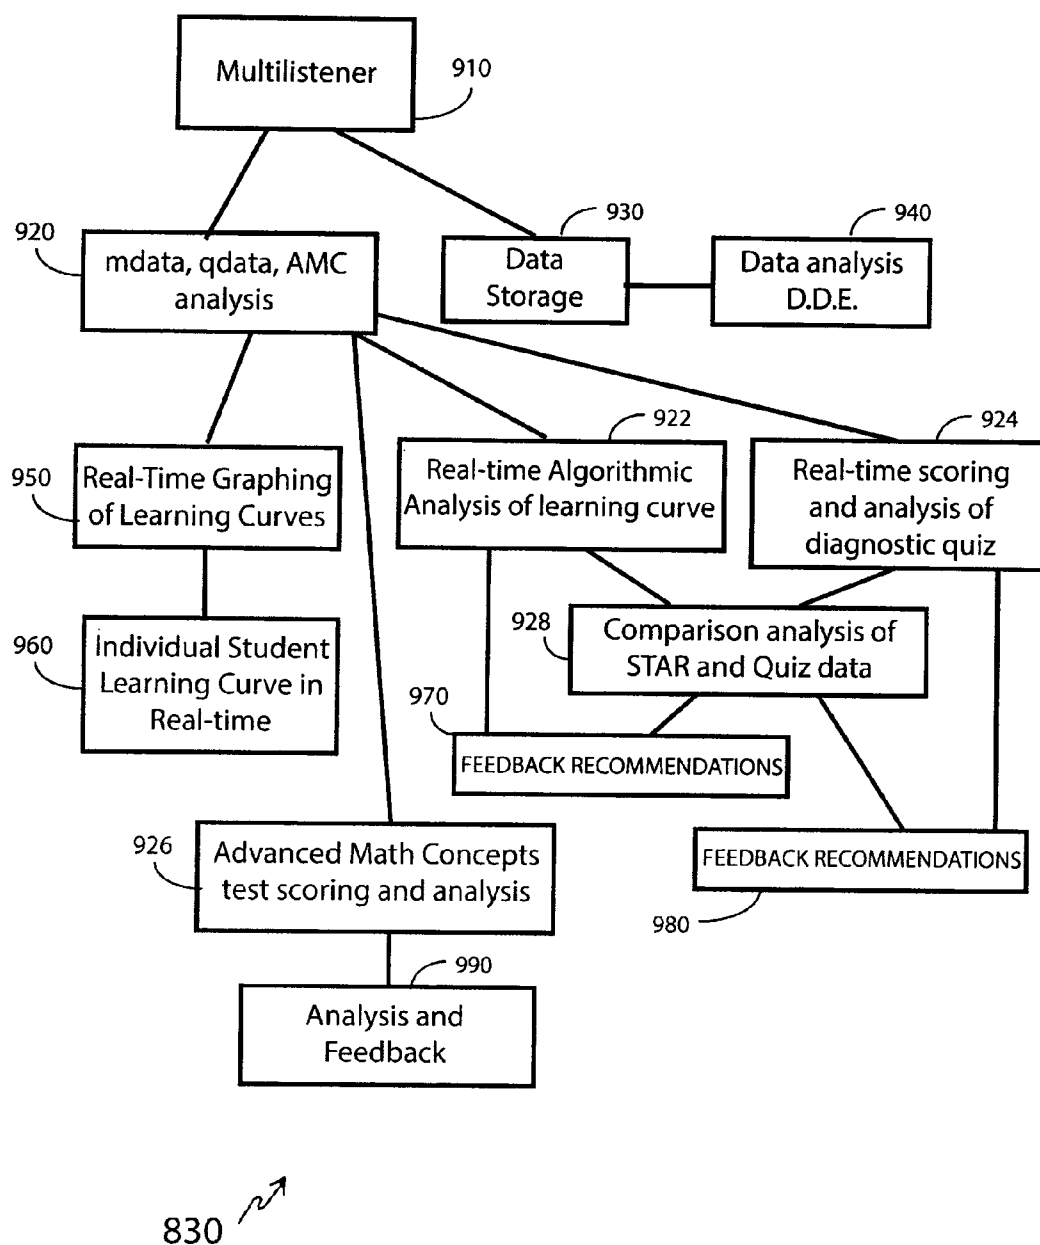 Multilistener
910
930
940
920
mdata, qdata, AMC
analysis
Data
Storage
Data analysis
D.D.E.
922
924
950
Real-Time Graphing
of Learning Curves
Real-time Algorithmic
Analysis of learning curve
Real-time scoring
and analysis of
diagnostic quiz
960
Individual Student
Learning Curve in
Real-time
928
Comparison analysis of
STAR and Quiz data
970
FEEDBACK RECOMMENDATIONS
926
Advanced Math Concepts
test scoring and analysis
FEEDBACK RECOMMENDATIONS
980
990
Analysis and
Feedback
830